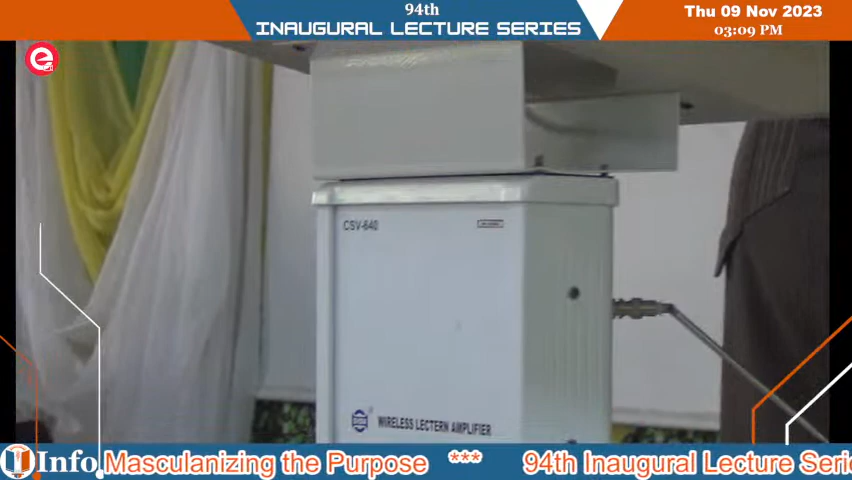 94th
INAUGURAL LECTURE SERIES
Thu 09 Nov 2023
03:09 PM
e
CSV-640
WIRELESS LECTERN AMPLIFIER
Info
Masculanizing the Purpose *** 94th Inaugural Lecture Serie